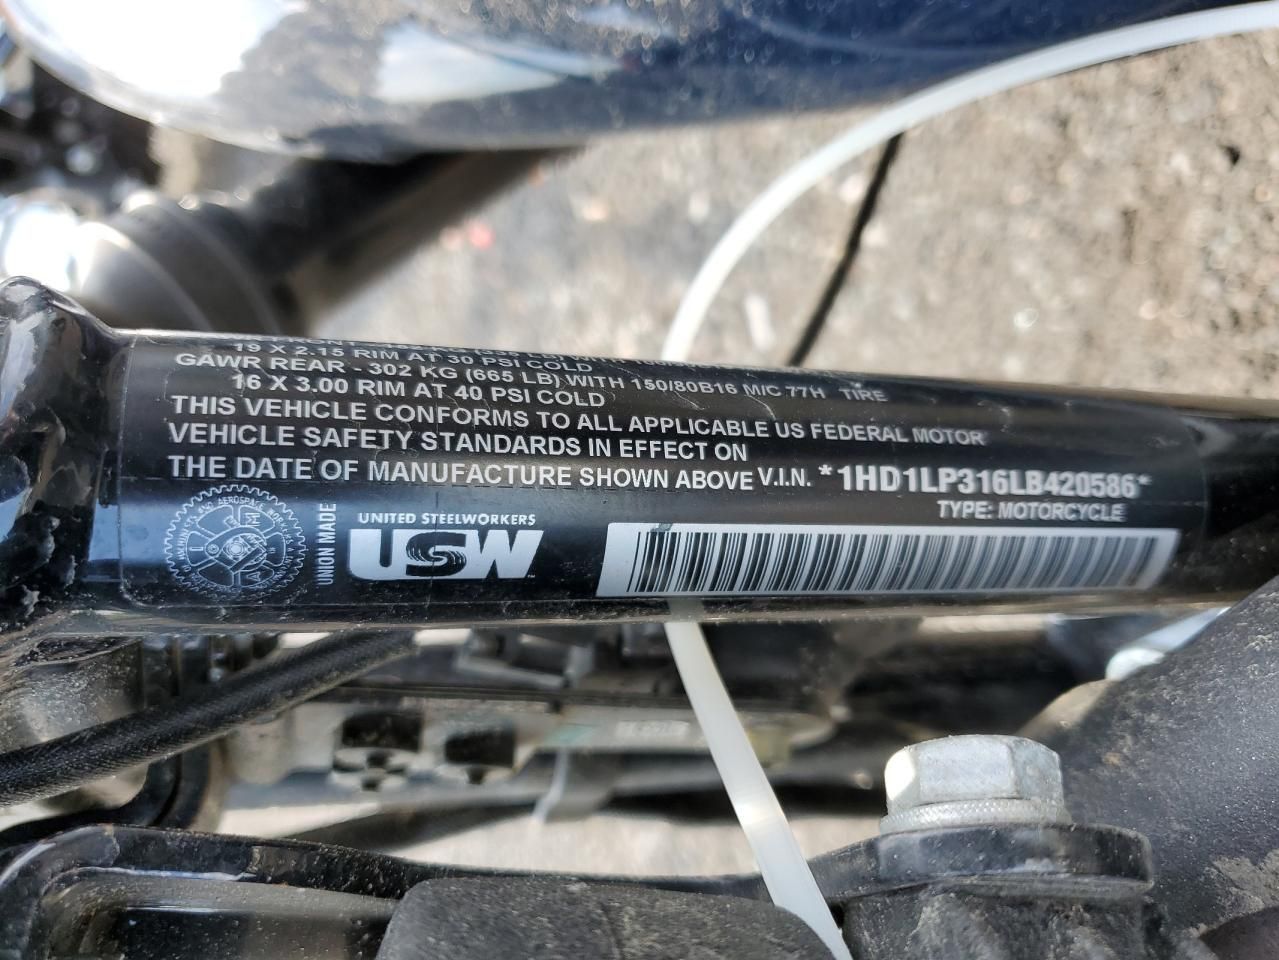 19 X 2.15 RIM AT 30 PSI COLD
GAWR REAR - 302 KG (665 LB) WITH 150/80B16 M/C 77H TIRE
16 X 3.00 RIM AT 40 PSI COLD
THIS VEHICLE CONFORMS TO ALL APPLICABLE US FEDERAL MOTOR
VEHICLE SAFETY STANDARDS IN EFFECT ON
THE DATE OF MANUFACTURE SHOWN ABOVE V.I.N. *1HD1LP316LB420586*
TYPE: MOTORCYCLE
UNION MADE
UNITED STEELWORKERS
USW